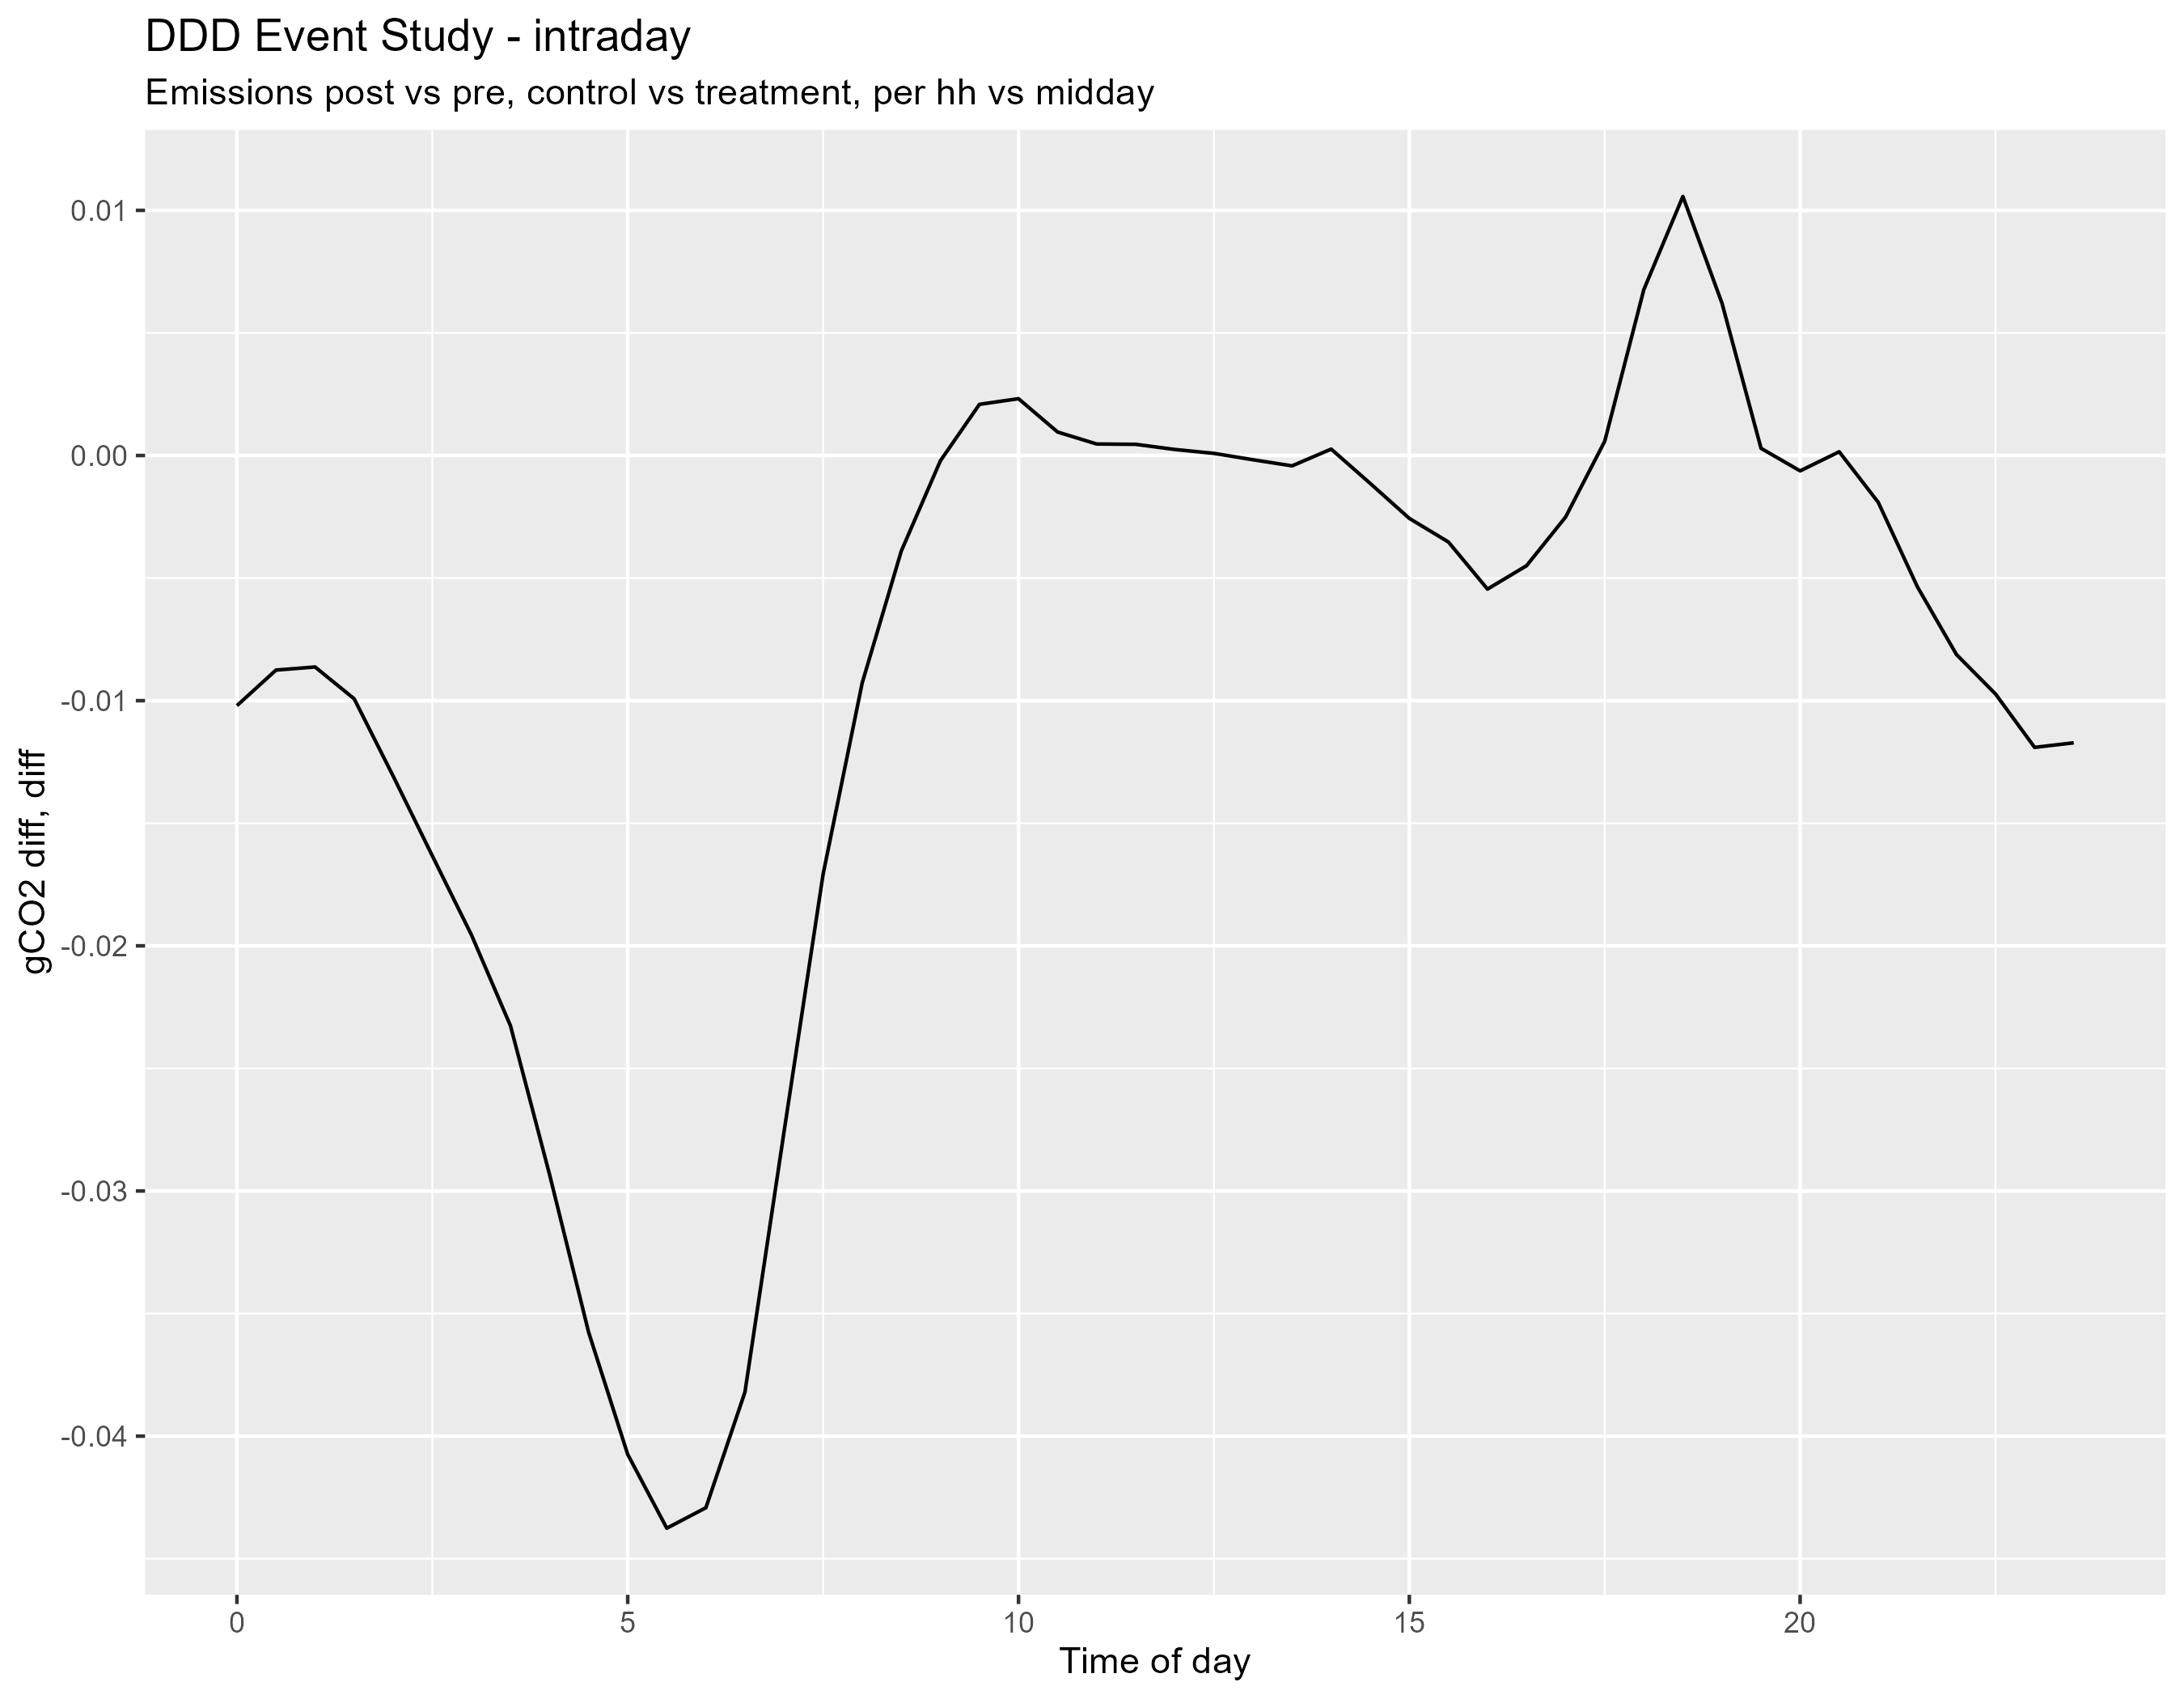 DDD Event Study - intraday
Emissions post vs pre, control vs treatment, per hh vs midday
gCO2 diff, diff
0.01
0.00
-0.01
-0.02
-0.03
-0.04
0 5 10 15 20
Time of day